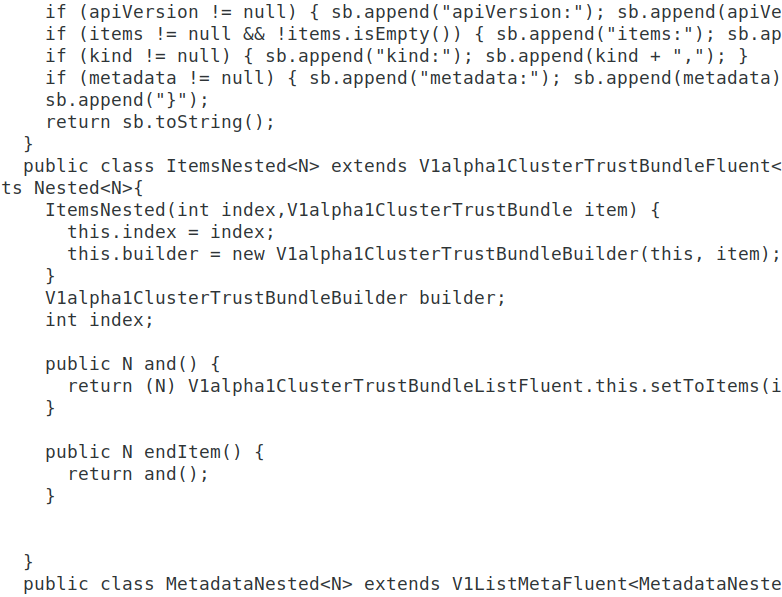 if (apiVersion != null) { sb.append("apiVersion:"); sb.append(apiVe
    if (items != null && !items.isEmpty()) { sb.append("items:"); sb.ap
    if (kind != null) { sb.append("kind:"); sb.append(kind + ","); }
    if (metadata != null) { sb.append("metadata:"); sb.append(metadata)
    sb.append("}");
    return sb.toString();
  }
  public class ItemsNested<N> extends V1alpha1ClusterTrustBundleFluent<
ts Nested<N>{
    ItemsNested(int index,V1alpha1ClusterTrustBundle item) {
      this.index = index;
      this.builder = new V1alpha1ClusterTrustBundleBuilder(this, item);
    }
    V1alpha1ClusterTrustBundleBuilder builder;
    int index;

    public N and() {
      return (N) V1alpha1ClusterTrustBundleListFluent.this.setToItems(i
    }

    public N endItem() {
      return and();
    }


  }
  public class MetadataNested<N> extends V1ListMetaFluent<MetadataNeste